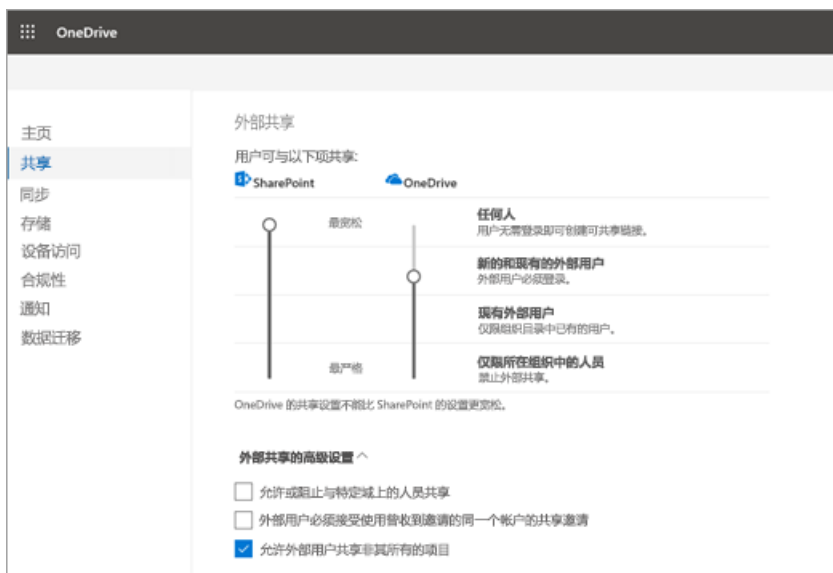 OneDrive
主页
共享
同步
存储
设备访问
合规性
通知
数据迁移
外部共享
用户可与以下项共享:
SharePoint
OneDrive
最宽松
任何人
用户无需登录即可创建可共享链接。
新的和现有的外部用户
外部用户必须登录。
现有外部用户
仅限组织目录中已有的用户。
最严格
仅限所在组织中的人员
禁止外部共享。
OneDrive 的共享设置不能比 SharePoint 的设置更宽松。
外部共享的高级设置
允许或阻止与特定域上的人员共享
外部用户必须接受使用曾收到邀请的同一个帐户的共享邀请
允许外部用户共享非其所有的项目